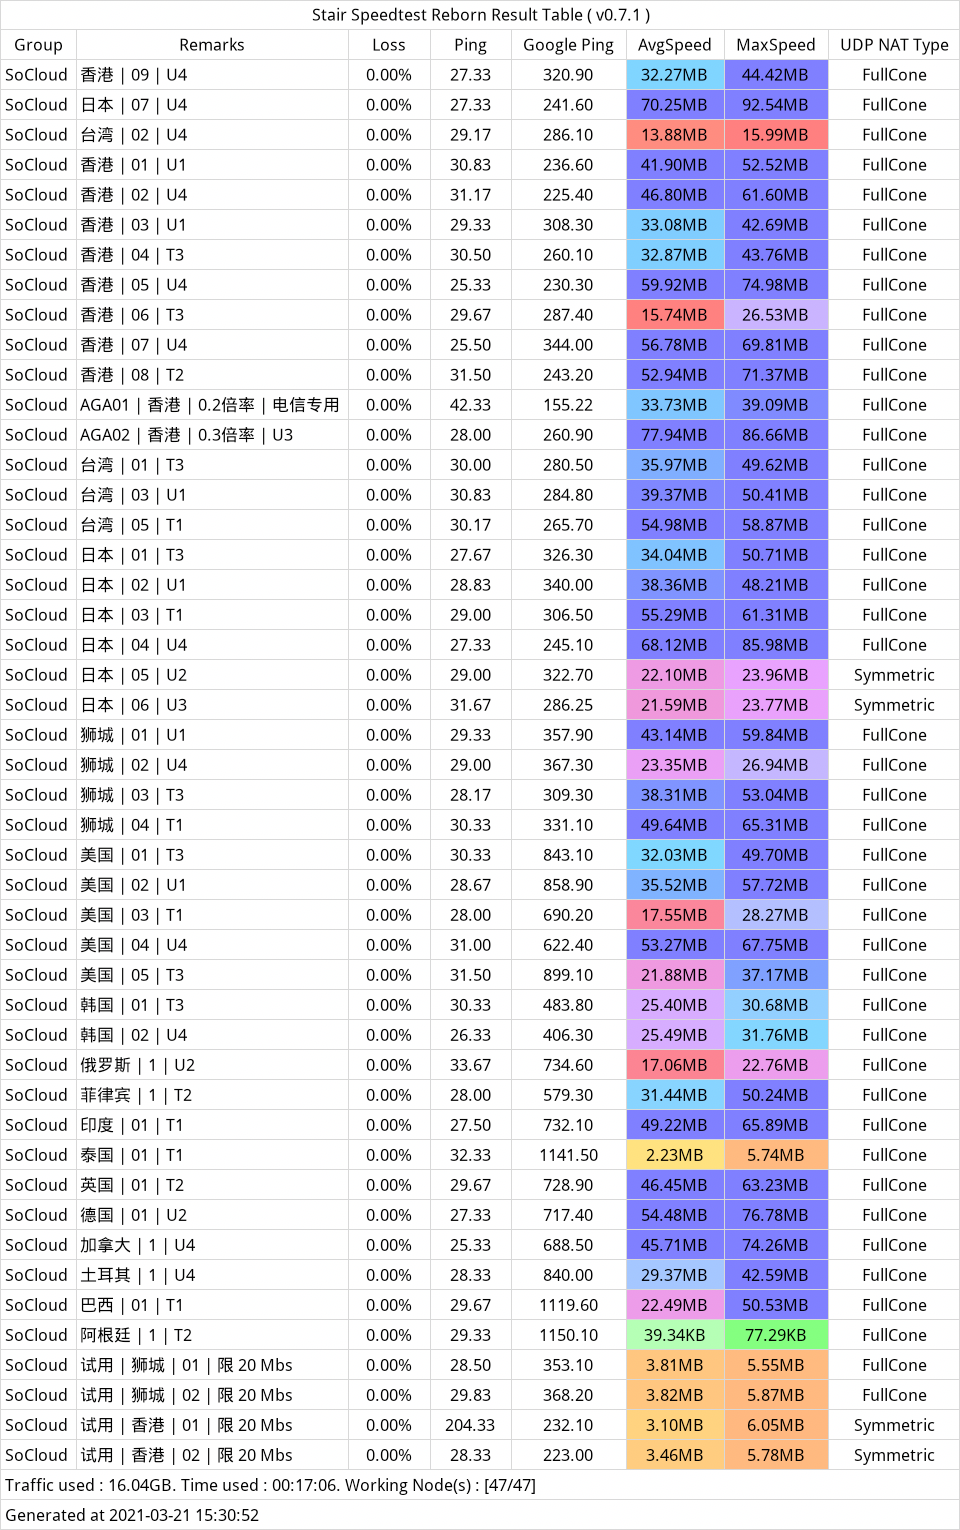 Stair Speedtest Reborn Result Table ( v0.7.1 )
Group Remarks Loss Ping Google Ping AvgSpeed MaxSpeed UDP NAT Type
SoCloud 香港 | 09 | U4 0.00% 27.33 320.90 32.27MB 44.42MB FullCone
SoCloud 日本 | 07 | U4 0.00% 27.33 241.60 70.25MB 92.54MB FullCone
SoCloud 台湾 | 02 | U4 0.00% 29.17 286.10 13.88MB 15.99MB FullCone
SoCloud 香港 | 01 | U1 0.00% 30.83 236.60 41.90MB 52.52MB FullCone
SoCloud 香港 | 02 | U4 0.00% 31.17 225.40 46.80MB 61.60MB FullCone
SoCloud 香港 | 03 | U1 0.00% 29.33 308.30 33.08MB 42.69MB FullCone
SoCloud 香港 | 04 | T3 0.00% 30.50 260.10 32.87MB 43.76MB FullCone
SoCloud 香港 | 05 | U4 0.00% 25.33 230.30 59.92MB 74.98MB FullCone
SoCloud 香港 | 06 | T3 0.00% 29.67 287.40 15.74MB 26.53MB FullCone
SoCloud 香港 | 07 | U4 0.00% 25.50 344.00 56.78MB 69.81MB FullCone
SoCloud 香港 | 08 | T2 0.00% 31.50 243.20 52.94MB 71.37MB FullCone
SoCloud AGA01 | 香港 | 0.2倍率 | 电信专用 0.00% 42.33 155.22 33.73MB 39.09MB FullCone
SoCloud AGA02 | 香港 | 0.3倍率 | U3 0.00% 28.00 260.90 77.94MB 86.66MB FullCone
SoCloud 台湾 | 01 | T3 0.00% 30.00 280.50 35.97MB 49.62MB FullCone
SoCloud 台湾 | 03 | U1 0.00% 30.83 284.80 39.37MB 50.41MB FullCone
SoCloud 台湾 | 05 | T1 0.00% 30.17 265.70 54.98MB 58.87MB FullCone
SoCloud 日本 | 01 | T3 0.00% 27.67 326.30 34.04MB 50.71MB FullCone
SoCloud 日本 | 02 | U1 0.00% 28.83 340.00 38.36MB 48.21MB FullCone
SoCloud 日本 | 03 | T1 0.00% 29.00 306.50 55.29MB 61.31MB FullCone
SoCloud 日本 | 04 | U4 0.00% 27.33 245.10 68.12MB 85.98MB FullCone
SoCloud 日本 | 05 | U2 0.00% 29.00 322.70 22.10MB 23.96MB Symmetric
SoCloud 日本 | 06 | U3 0.00% 31.67 286.25 21.59MB 23.77MB Symmetric
SoCloud 狮城 | 01 | U1 0.00% 29.33 357.90 43.14MB 59.84MB FullCone
SoCloud 狮城 | 02 | U4 0.00% 29.00 367.30 23.35MB 26.94MB FullCone
SoCloud 狮城 | 03 | T3 0.00% 28.17 309.30 38.31MB 53.04MB FullCone
SoCloud 狮城 | 04 | T1 0.00% 30.33 331.10 49.64MB 65.31MB FullCone
SoCloud 美国 | 01 | T3 0.00% 30.33 843.10 32.03MB 49.70MB FullCone
SoCloud 美国 | 02 | U1 0.00% 28.67 858.90 35.52MB 57.72MB FullCone
SoCloud 美国 | 03 | T1 0.00% 28.00 690.20 17.55MB 28.27MB FullCone
SoCloud 美国 | 04 | U4 0.00% 31.00 622.40 53.27MB 67.75MB FullCone
SoCloud 美国 | 05 | T3 0.00% 31.50 899.10 21.88MB 37.17MB FullCone
SoCloud 韩国 | 01 | T3 0.00% 30.33 483.80 25.40MB 30.68MB FullCone
SoCloud 韩国 | 02 | U4 0.00% 26.33 406.30 25.49MB 31.76MB FullCone
SoCloud 俄罗斯 | 1 | U2 0.00% 33.67 734.60 17.06MB 22.76MB FullCone
SoCloud 菲律宾 | 1 | T2 0.00% 28.00 579.30 31.44MB 50.24MB FullCone
SoCloud 印度 | 01 | T1 0.00% 27.50 732.10 49.22MB 65.89MB FullCone
SoCloud 泰国 | 01 | T1 0.00% 32.33 1141.50 2.23MB 5.74MB FullCone
SoCloud 英国 | 01 | T2 0.00% 29.67 728.90 46.45MB 63.23MB FullCone
SoCloud 德国 | 01 | U2 0.00% 27.33 717.40 54.48MB 76.78MB FullCone
SoCloud 加拿大 | 1 | U4 0.00% 25.33 688.50 45.71MB 74.26MB FullCone
SoCloud 土耳其 | 1 | U4 0.00% 28.33 840.00 29.37MB 42.59MB FullCone
SoCloud 巴西 | 01 | T1 0.00% 29.67 1119.60 22.49MB 50.53MB FullCone
SoCloud 阿根廷 | 1 | T2 0.00% 29.33 1150.10 39.34KB 77.29KB FullCone
SoCloud 试用 | 狮城 | 01 | 限 20 Mbs 0.00% 28.50 353.10 3.81MB 5.55MB FullCone
SoCloud 试用 | 狮城 | 02 | 限 20 Mbs 0.00% 29.83 368.20 3.82MB 5.87MB FullCone
SoCloud 试用 | 香港 | 01 | 限 20 Mbs 0.00% 204.33 232.10 3.10MB 6.05MB Symmetric
SoCloud 试用 | 香港 | 02 | 限 20 Mbs 0.00% 28.33 223.00 3.46MB 5.78MB Symmetric
Traffic used : 16.04GB. Time used : 00:17:06. Working Node(s) : [47/47]
Generated at 2021-03-21 15:30:52